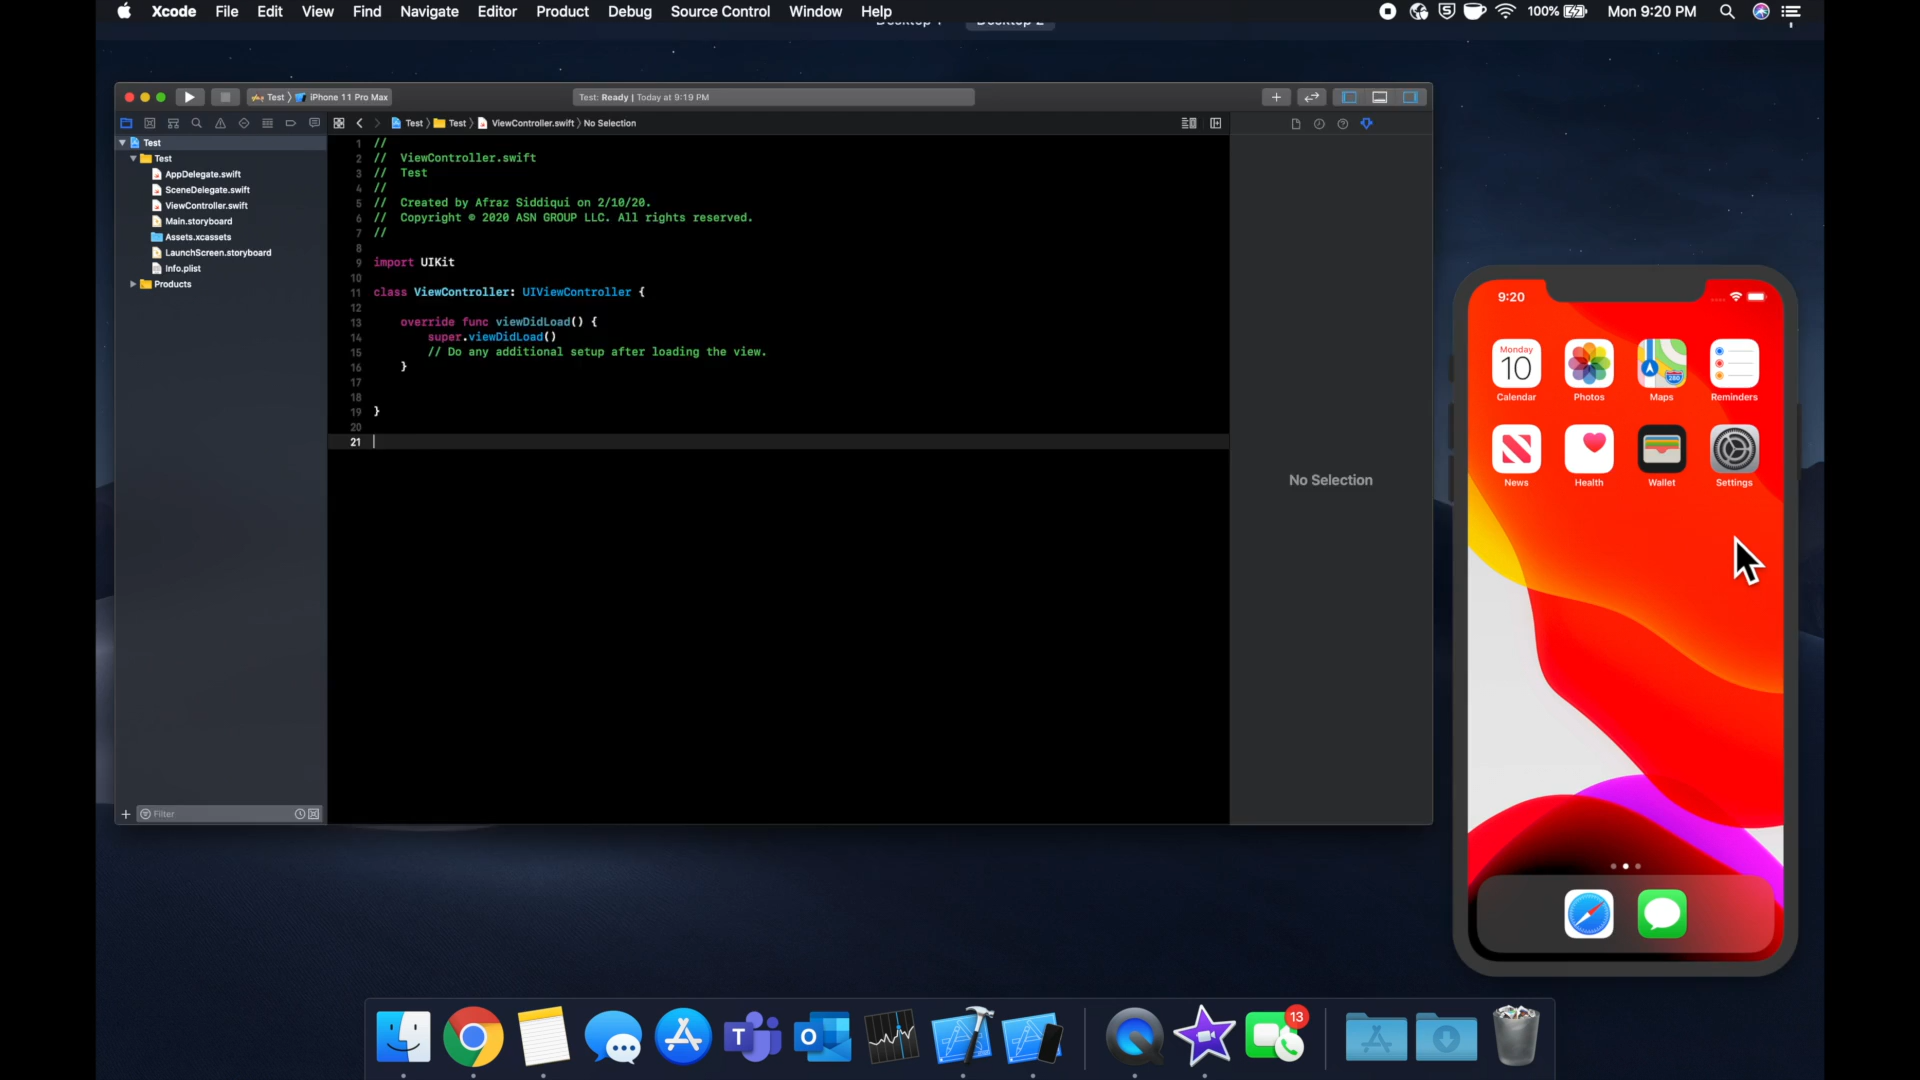 Xcode File Edit View Find Navigate Editor Product Debug Source Control Window Help
100% Mon 9:20 PM
Test 〉 iPhone 11 Pro Max
Test: Ready | Today at 9:19 PM
Test 〉 Test 〉 ViewController.swift 〉 No Selection
Test
Test
AppDelegate.swift
SceneDelegate.swift
ViewController.swift
Main.storyboard
Assets.xcassets
LaunchScreen.storyboard
Info.plist
Products
Filter
1 //
2 // ViewController.swift
3 // Test
4 //
5 // Created by Afraz Siddiqui on 2/10/20.
6 // Copyright © 2020 ASN GROUP LLC. All rights reserved.
7 //
8
9 import UIKit
10
11 class ViewController: UIViewController {
12
13 override func viewDidLoad() {
14 super.viewDidLoad()
15 // Do any additional setup after loading the view.
16 }
17
18
19 }
20
21
No Selection
9:20
Monday
10
280
Calendar Photos Maps Reminders
News Health Wallet Settings
T
O
13